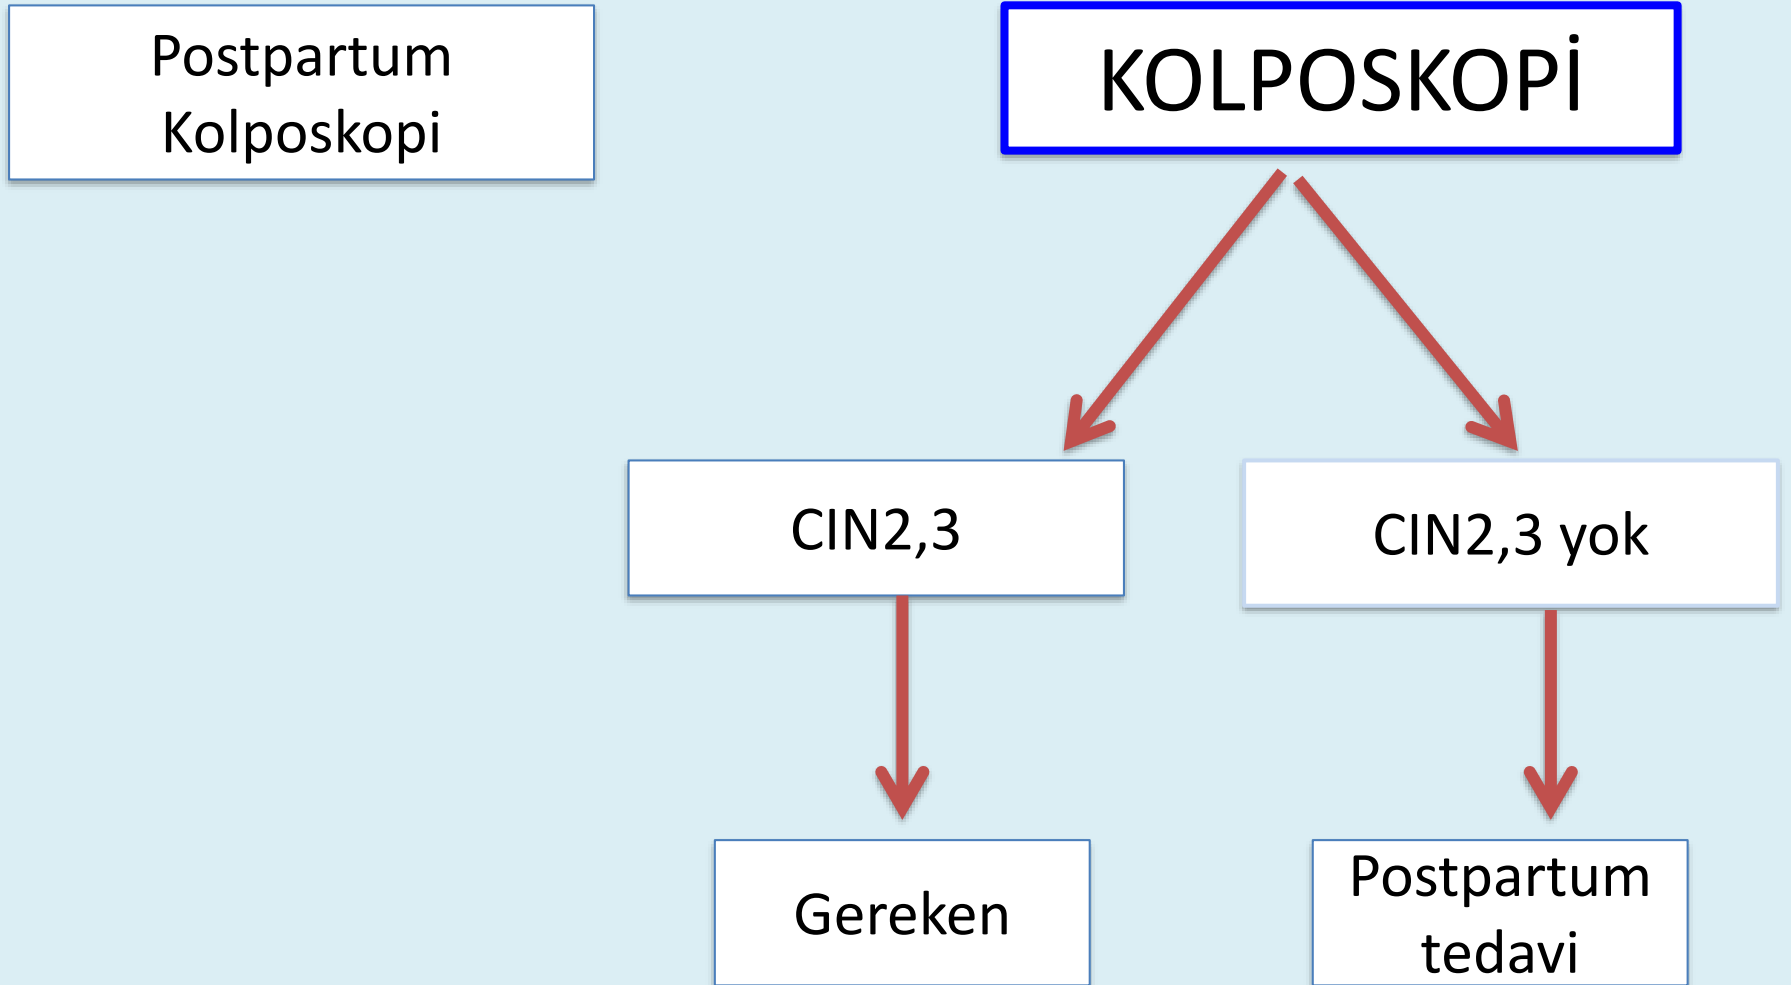 Postpartum
Kolposkopi
KOLPOSKOPİ
CIN2,3
CIN2,3 yok
Gereken
Postpartum
tedavi